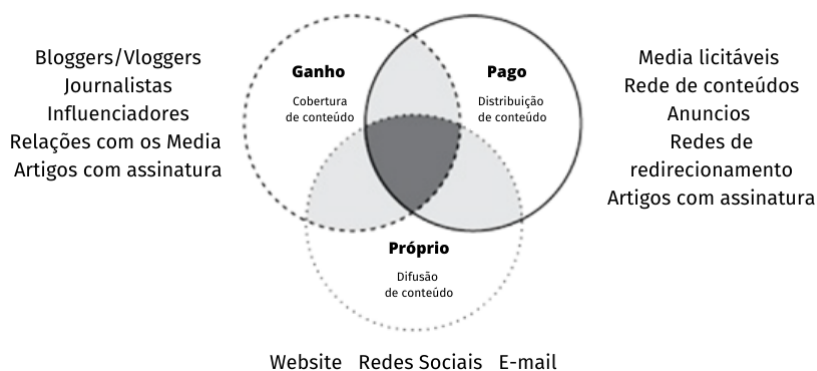 Bloggers/Vloggers
Journalistas
Influenciadores
Relações com os Media
Artigos com assinatura
Ganho
Cobertura
de conteúdo
Pago
Distribuição
de conteúdo
Media licitáveis
Rede de conteúdos
Anuncios
Redes de
redirecionamento
Artigos com assinatura
Próprio
Difusão
de conteúdo
Website Redes Sociais E-mail